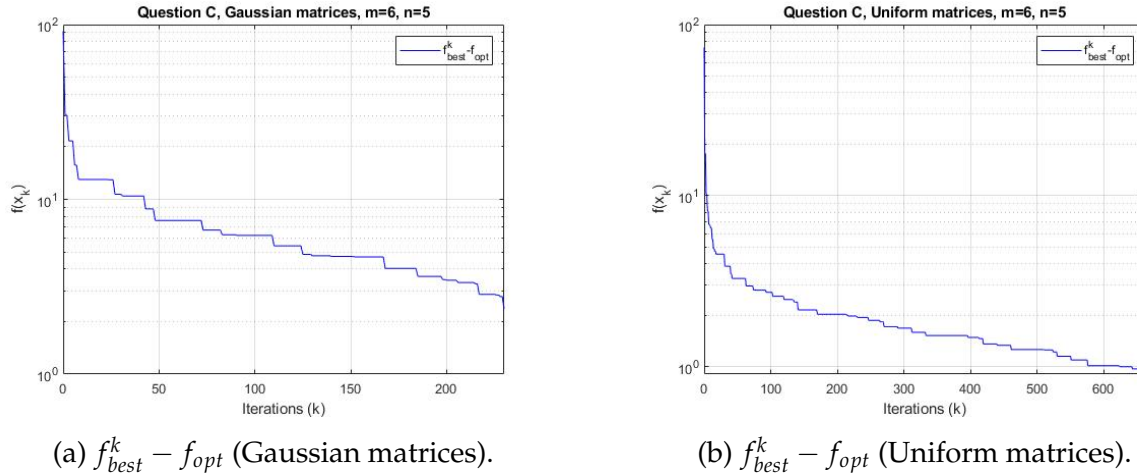 Question C, Gaussian matrices, m=6, n=5
10^2
f^k_best-f_opt
10^1
f(x_k)
10^0
0 50 100 150 200
Iterations (k)
(a) f^k_best − f_opt (Gaussian matrices).
Question C, Uniform matrices, m=6, n=5
10^2
f^k_best-f_opt
10^1
f(x_k)
10^0
0 100 200 300 400 500 600
Iterations (k)
(b) f^k_best − f_opt (Uniform matrices).